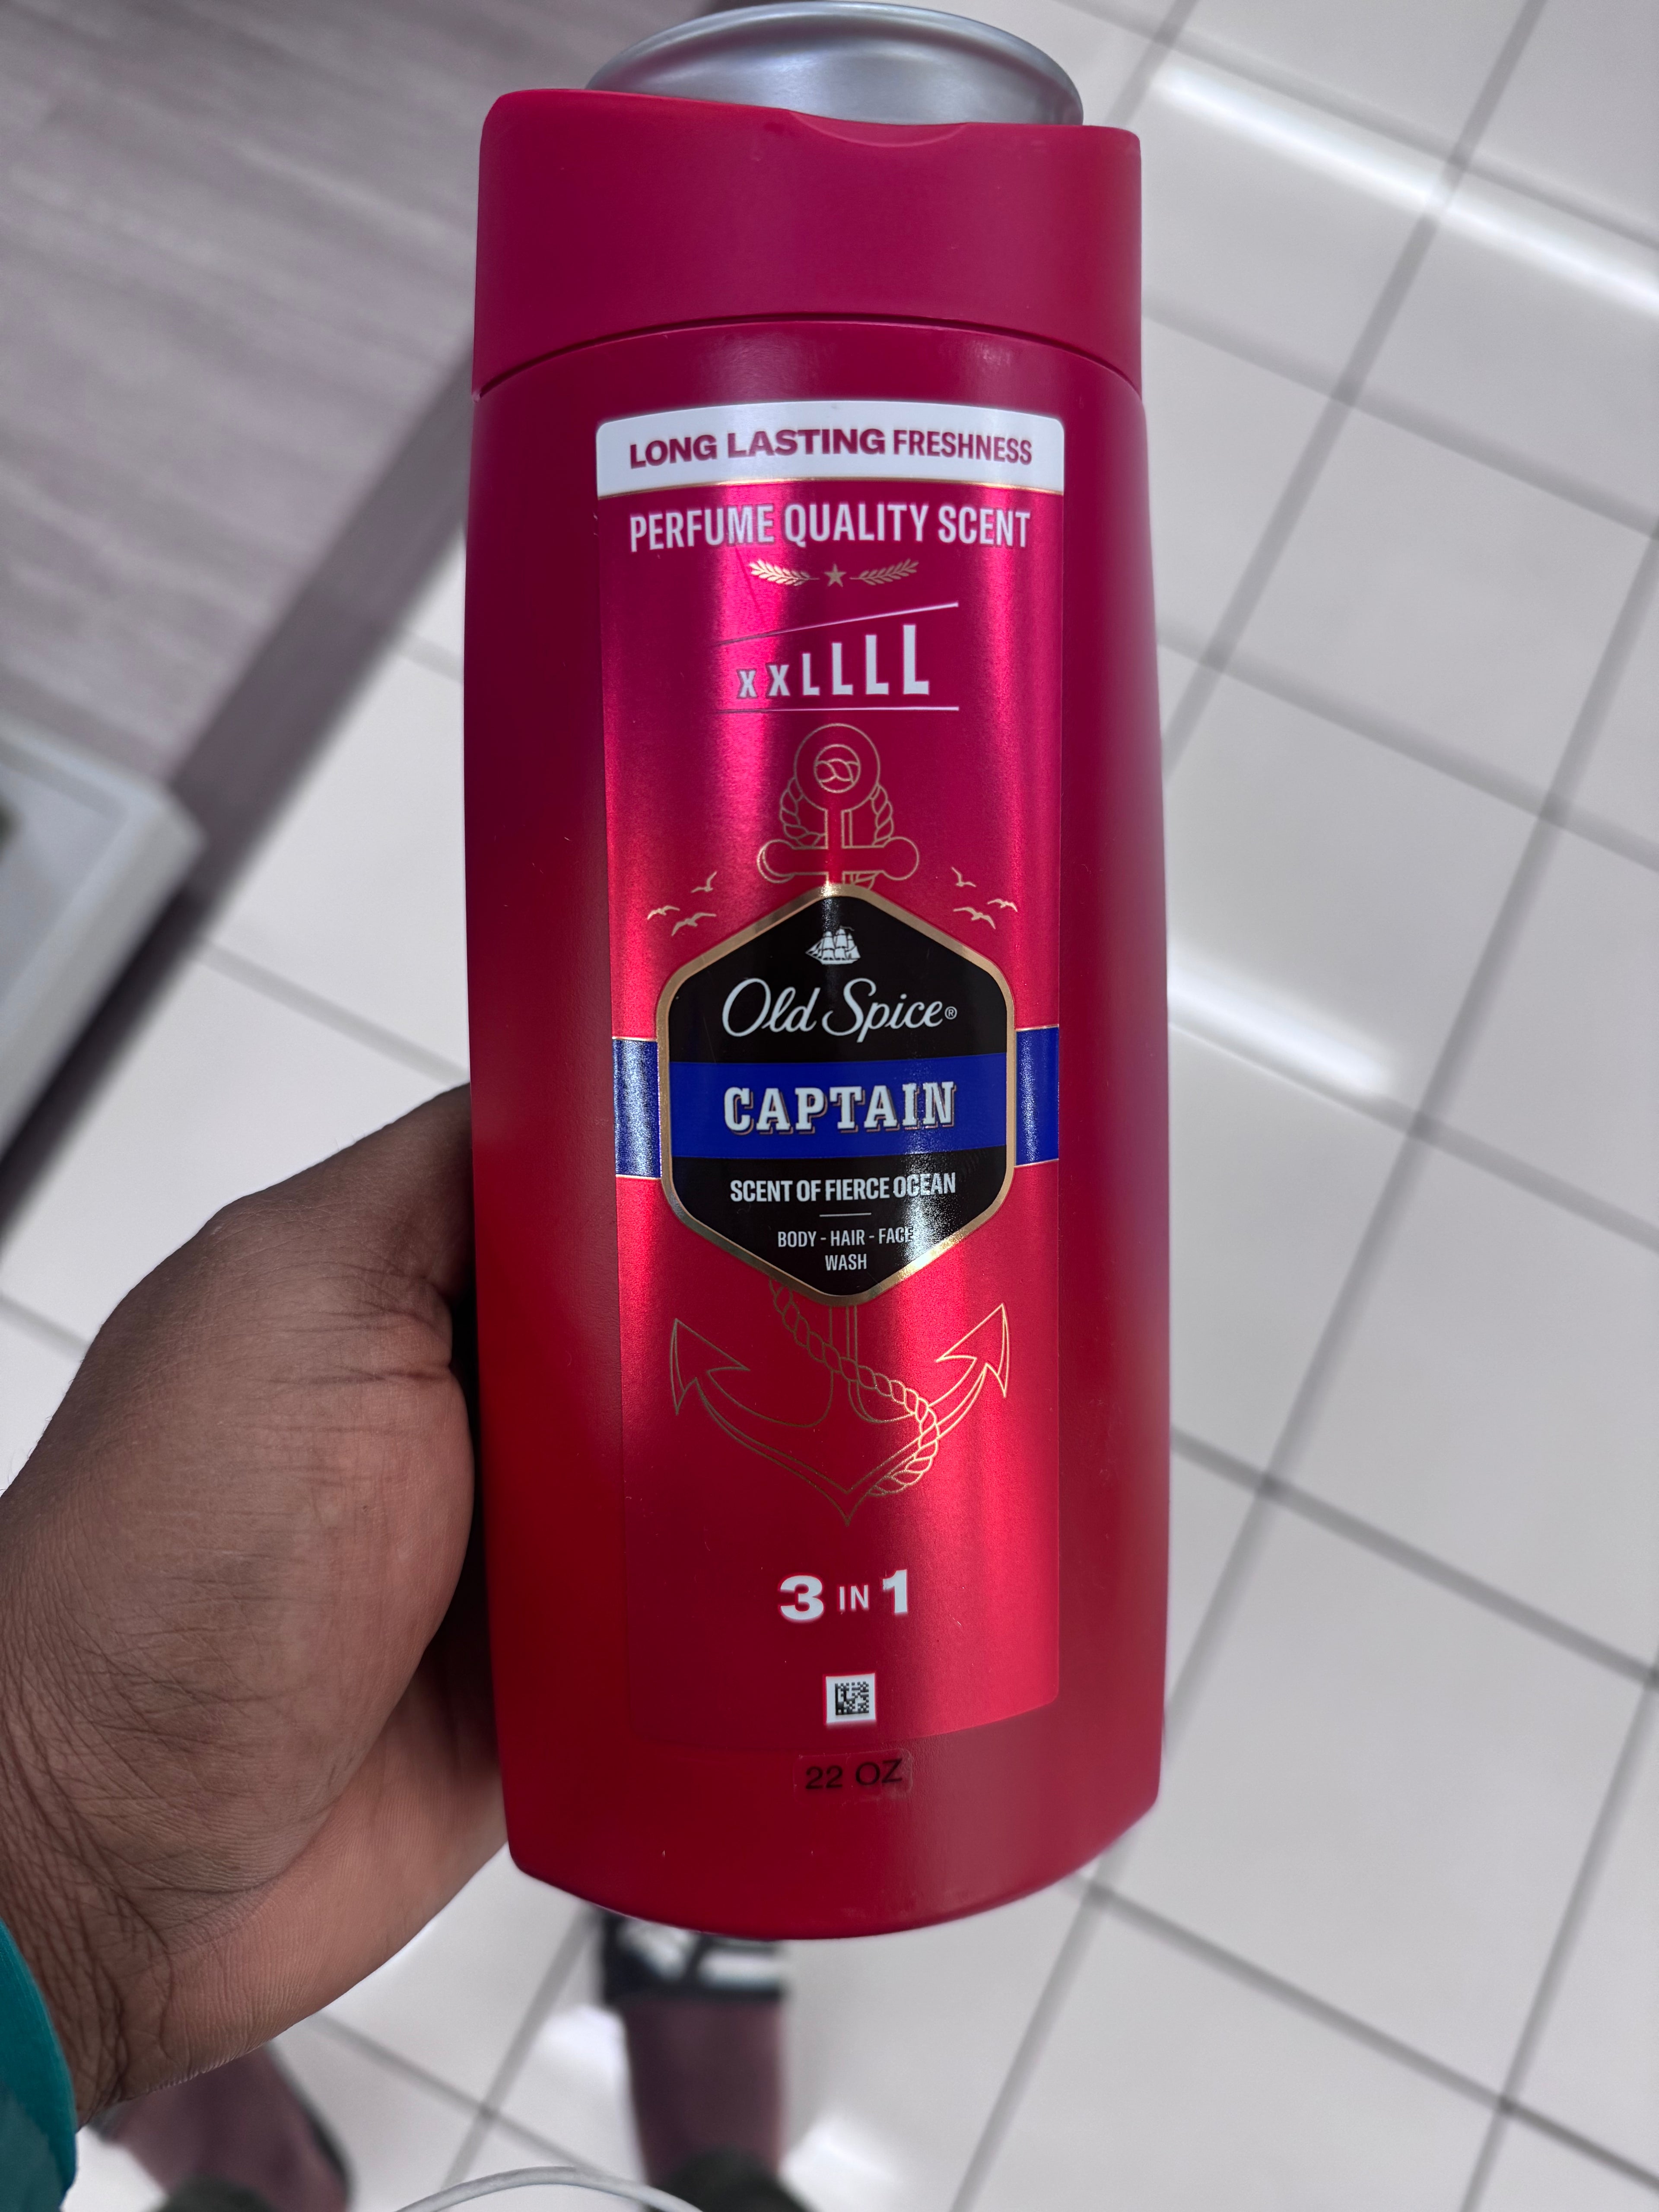 LONG LASTING FRESHNESS
PERFUME QUALITY SCENT
XXLLLL
Old Spice®
CAPTAIN
SCENT OF FIERCE OCEAN
BODY - HAIR - FACE
WASH
3 IN 1
22 OZ